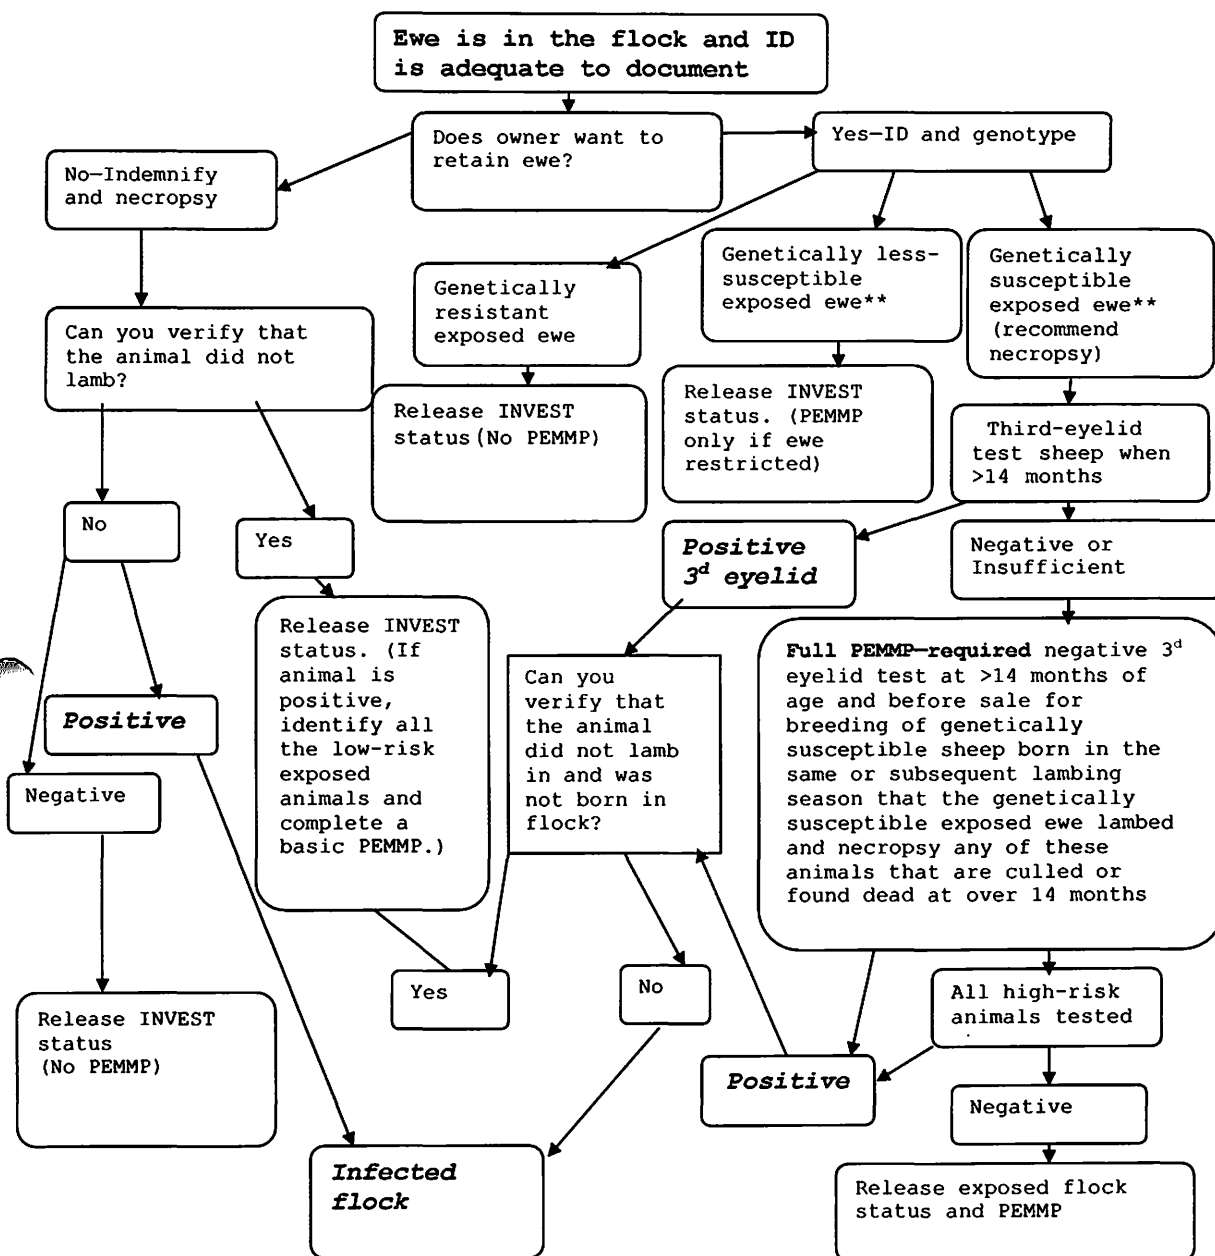 Ewe is in the flock and ID
is adequate to document
Does owner want to
retain ewe?
Yes—ID and genotype
No—Indemnify
and necropsy
Genetically less-
susceptible
exposed ewe**
Genetically
susceptible
exposed ewe**
(recommend
necropsy)
Genetically
resistant
exposed ewe
Can you verify that
the animal did not
lamb?
Release INVEST
status (No PEMMP)
Release INVEST
status. (PEMMP
only if ewe
restricted)
Third-eyelid
test sheep when
>14 months
No
Yes
Positive
3d eyelid
Negative or
Insufficient
Release INVEST
status. (If
animal is
positive,
identify all
the low-risk
exposed
animals and
complete a
basic PEMMP.)
Can you
verify that
the animal
did not lamb
in and was
not born in
flock?
Full PEMMP—required negative 3d
eyelid test at >14 months of
age and before sale for
breeding of genetically
susceptible sheep born in the
same or subsequent lambing
season that the genetically
susceptible exposed ewe lambed
and necropsy any of these
animals that are culled or
found dead at over 14 months
Positive
Negative
Yes
No
All high-risk
animals tested
Release INVEST
status
(No PEMMP)
Positive
Negative
Infected
flock
Release exposed flock
status and PEMMP